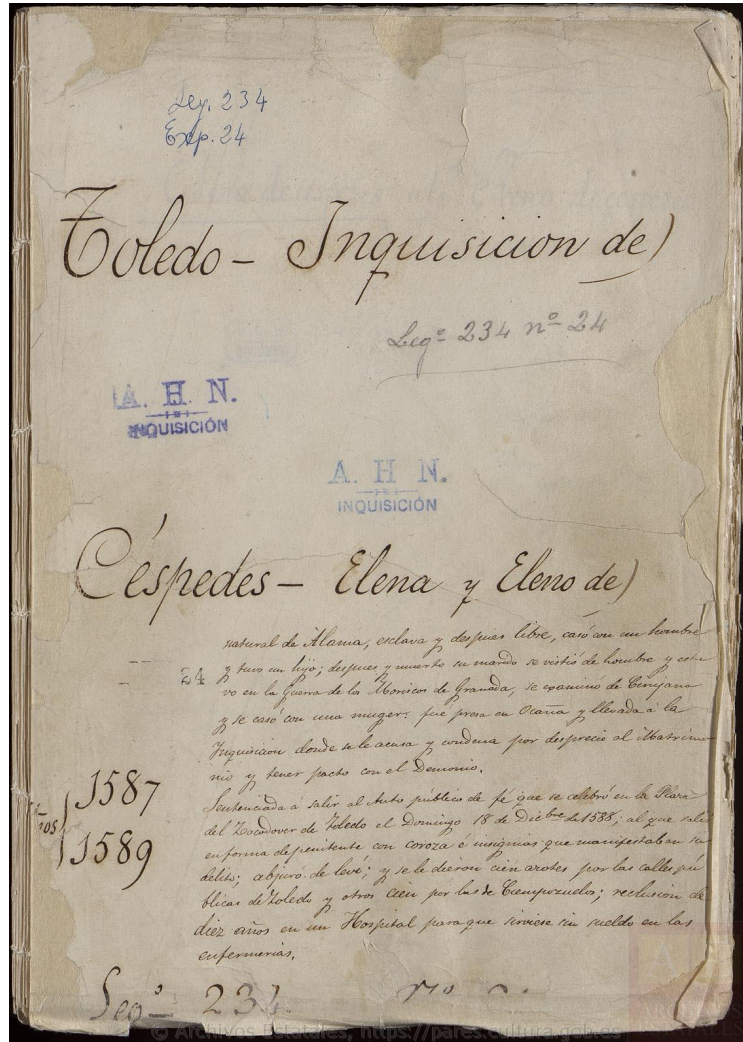 Leg. 234
Exp. 24
Toledo - Inquisicion de)
Legº 234 nº 24
A. H. N.
INQUISICIÓN
A. H N.
INQUISICIÓN
Céspedes - Elena y Eleno de)
natural de Alama, esclava y despues libre, casó con un hombre
24
y tuvo un hijo; despues y muerto su marido se vistió de hombre y estu
vo en la Guerra de los Moriscos de Granada, se examinó de Cirujano
y se casó con una muger: fue presa en Ocaña y llevada á la
Inquisicion donde se le acusa y condena por desprecio al Matrimo
nio y tener pacto con el Demonio.
1587
1589
Sentenciada á salir al Auto público de fé que se celebró en la Plaza
del Zocodover de Toledo el Domingo 18 de Dicbre de 1588; al que salió
en forma de penitente con coroza é insignias que manifestaban su
delito; abjuró de leví; y se le dieron cien azotes por las calles pú
blicas de Toledo y otros cien por las de Ciempozuelos; reclusion de
diez años en un Hospital para que sirviese sin sueldo en las
enfermerias.
Legº 234
© Archivos Estatales, https://pares.cultura.gob.es